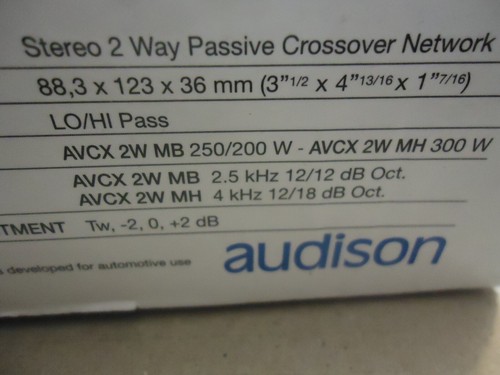 Stereo 2 Way Passive Crossover Network
88,3 x 123 x 36 mm (3"1/2 x 4"13/16 x 1"7/16)
LO/HI Pass
AVCX 2W MB 250/200 W - AVCX 2W MH 300 W
AVCX 2W MB 2.5 kHz 12/12 dB Oct.
AVCX 2W MH 4 kHz 12/18 dB Oct.
TMENT Tw, -2, 0, +2 dB
developed for automotive use
audison